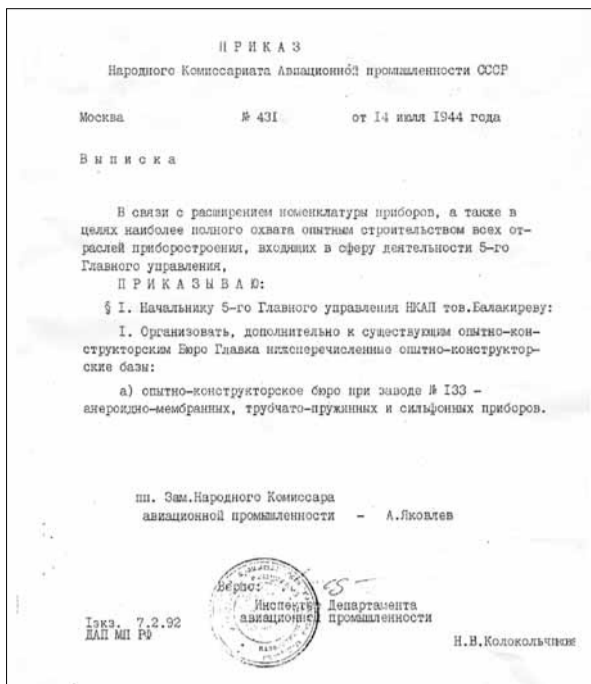 П Р И К А З
Народного Комиссариата Авиационной промышленности СССР
Москва № 431 от 14 июля 1944 года
В ы п и с к а
В связи с расширением номенклатуры приборов, а также в
целях наиболее полного охвата опытным строительством всех от-
раслей приборостроения, входящих в сферу деятельности 5-го
Главного управления,
П Р И К А З Ы В А Ю:
§ I. Начальнику 5-го Главного управления НКАП тов.Балакиреву:
I. Организовать, дополнительно к существующим опытно-кон-
структорским Бюро Главка нижеперечисленные опытно-конструктор-
ские базы:
а) опытно-конструкторское бюро при заводе № 133 –
анероидно-мембранных, трубчато-пружинных и сильфонных приборов.
пп. Зам.Народного Комиссара
авиационной промышленности – А.Яковлев
Верно:
Инспектор Департамента
авиационной промышленности
Iэкз. 7.2.92
ДАП МП РФ
Н.В.Колокольчикова